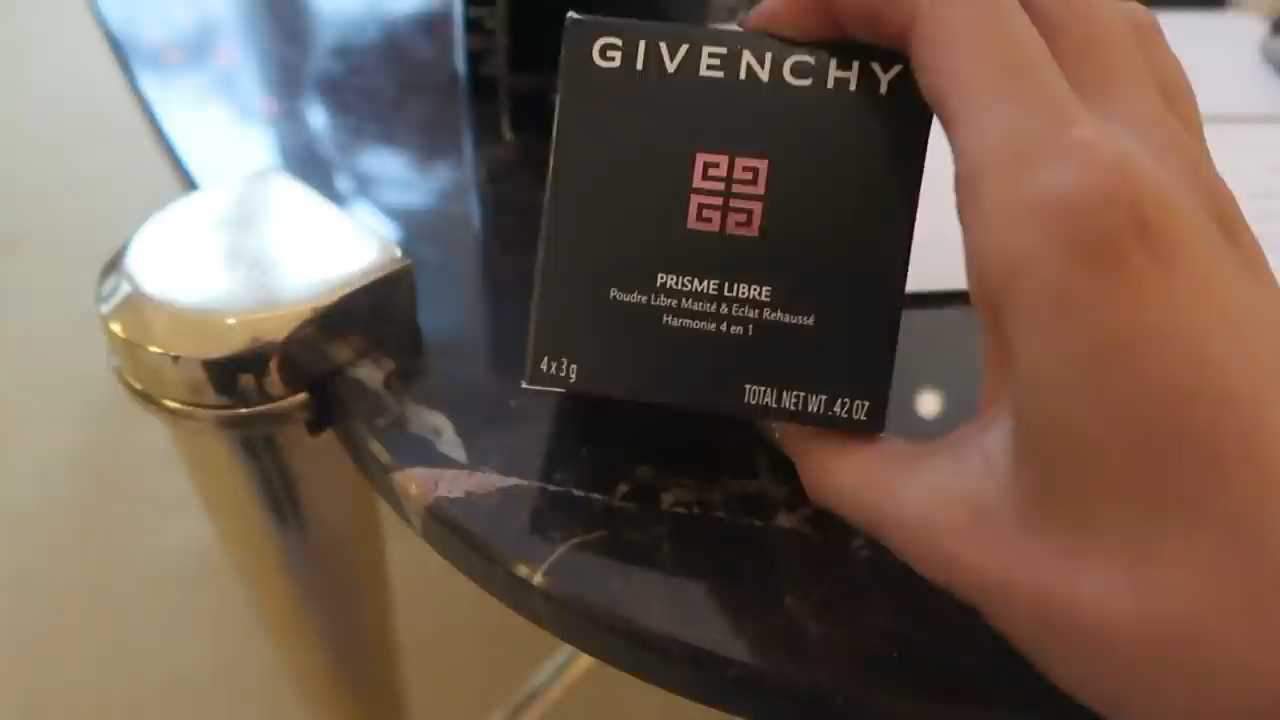 GIVENCHY
PRISME LIBRE
Poudre Libre Matité & Eclat Rehaussé
Harmonie 4 en 1
4 x 3 g
TOTAL NET WT .42 OZ